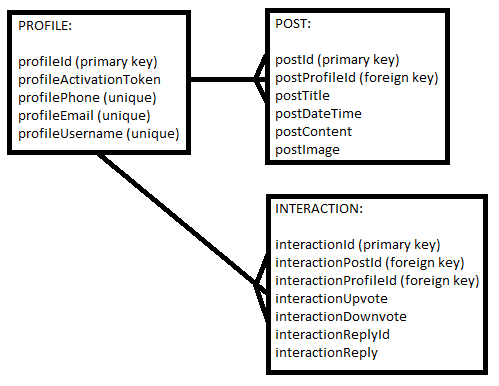 PROFILE:
profileId (primary key)
profileActivationToken
profilePhone (unique)
profileEmail (unique)
profileUsername (unique)
POST:
postId (primary key)
postProfileId (foreign key)
postTitle
postDateTime
postContent
postImage
INTERACTION:
interactionId (primary key)
interactionPostId (foreign key)
interactionProfileId (foreign key)
interactionUpvote
interactionDownvote
interactionReplyId
interactionReply